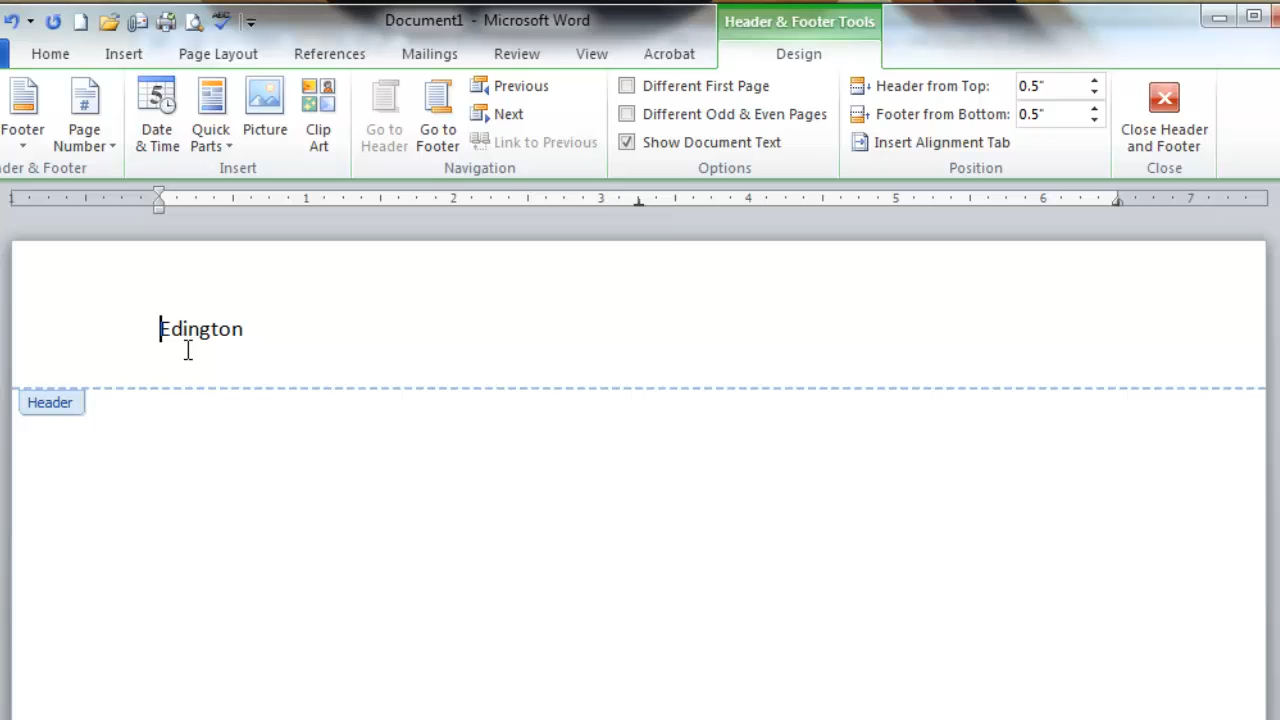 Document1 - Microsoft Word
Header & Footer Tools
Home Insert Page Layout References Mailings Review View Acrobat Design
Footer
Page Number
Date & Time
Quick Parts
Picture
Clip Art
Go to Header
Go to Footer
Previous
Next
Link to Previous
Different First Page
Different Odd & Even Pages
Show Document Text
Header from Top: 0.5"
Footer from Bottom: 0.5"
Insert Alignment Tab
Close Header and Footer
der & Footer Insert Navigation Options Position Close
1 1 2 3 4 5 6 7
Edington
Header